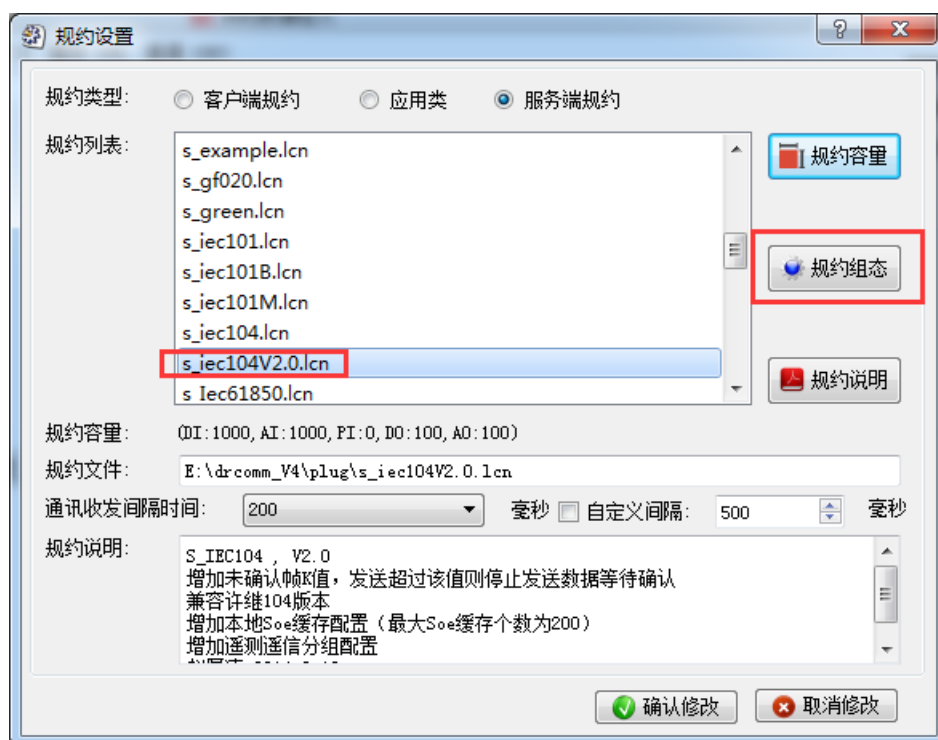 规约设置
规约类型: 客户端规约 应用类 服务端规约
规约列表:
s_example.lcn
s_gf020.lcn
s_green.lcn
s_iec101.lcn
s_iec101B.lcn
s_iec101M.lcn
s_iec104.lcn
s_iec104V2.0.lcn
s_Iec61850.lcn
规约容量
规约组态
规约说明
规约容量: (DI:1000, AI:1000, PI:0, DO:100, AO:100)
规约文件: E:\drcomm_V4\plug\s_iec104V2.0.lcn
通讯收发间隔时间: 200 毫秒 自定义间隔: 500 毫秒
规约说明:
S_IEC104 , V2.0
增加未确认帧K值，发送超过该值则停止发送数据等待确认
兼容许继104版本
增加本地Soe缓存配置（最大Soe缓存个数为200）
增加遥测遥信分组配置
确认修改 取消修改